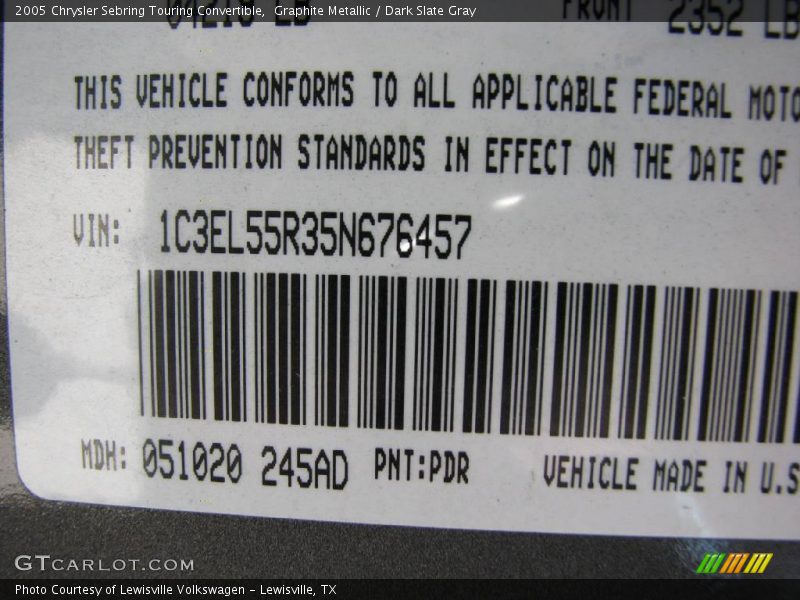 2005 Chrysler Sebring Touring Convertible, Graphite Metallic / Dark Slate Gray
LB FRONT 2352 LB
THIS VEHICLE CONFORMS TO ALL APPLICABLE FEDERAL MOTO
THEFT PREVENTION STANDARDS IN EFFECT ON THE DATE OF
VIN: 1C3EL55R35N676457
MDH: 051020 245AD PNT:PDR VEHICLE MADE IN U.S
GTCARLOT.COM
Photo Courtesy of Lewisville Volkswagen - Lewisville, TX